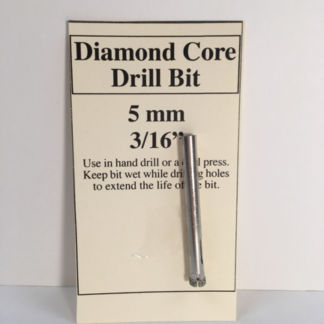 Diamond Core
Drill Bit
5 mm
3/16”
Use in hand drill or a press.
Keep bit wet while holes
to extend the life of bit.